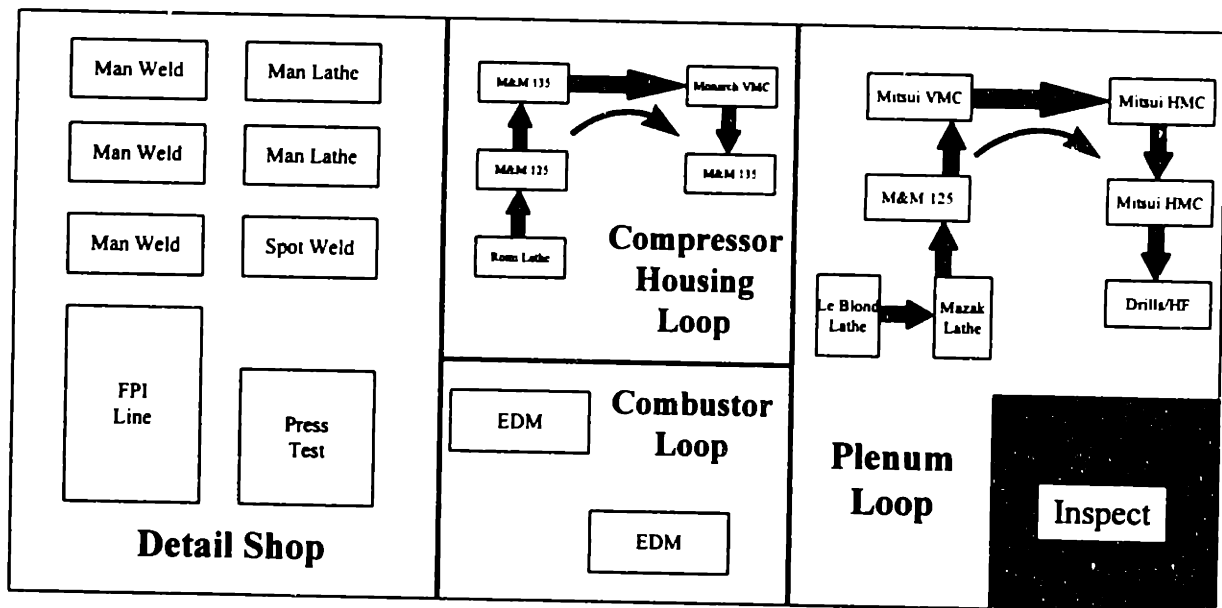 Man Weld
Man Lathe
Man Weld
Man Lathe
Man Weld
Spot Weld
FPI
Line
Press
Test
Detail Shop
M&M 135
Monarch VMC
M&M 125
M&M 135
Lathe
Compressor
Housing
Loop
EDM
Combustor
Loop
EDM
Mitsui VMC
Mitsui HMC
M&M 125
Mitsui HMC
Le Blond
Lathe
Mazak
Lathe
Drills/HF
Plenum
Loop
Inspect